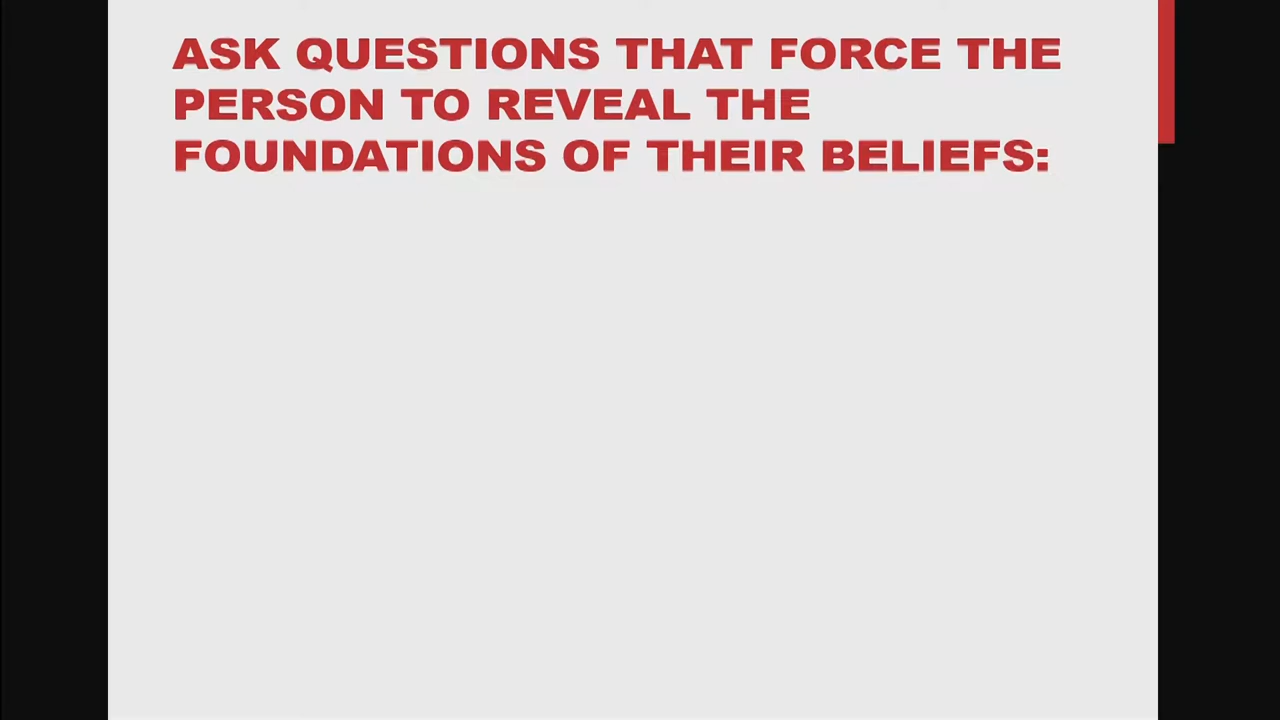 ASK QUESTIONS THAT FORCE THE
PERSON TO REVEAL THE
FOUNDATIONS OF THEIR BELIEFS: